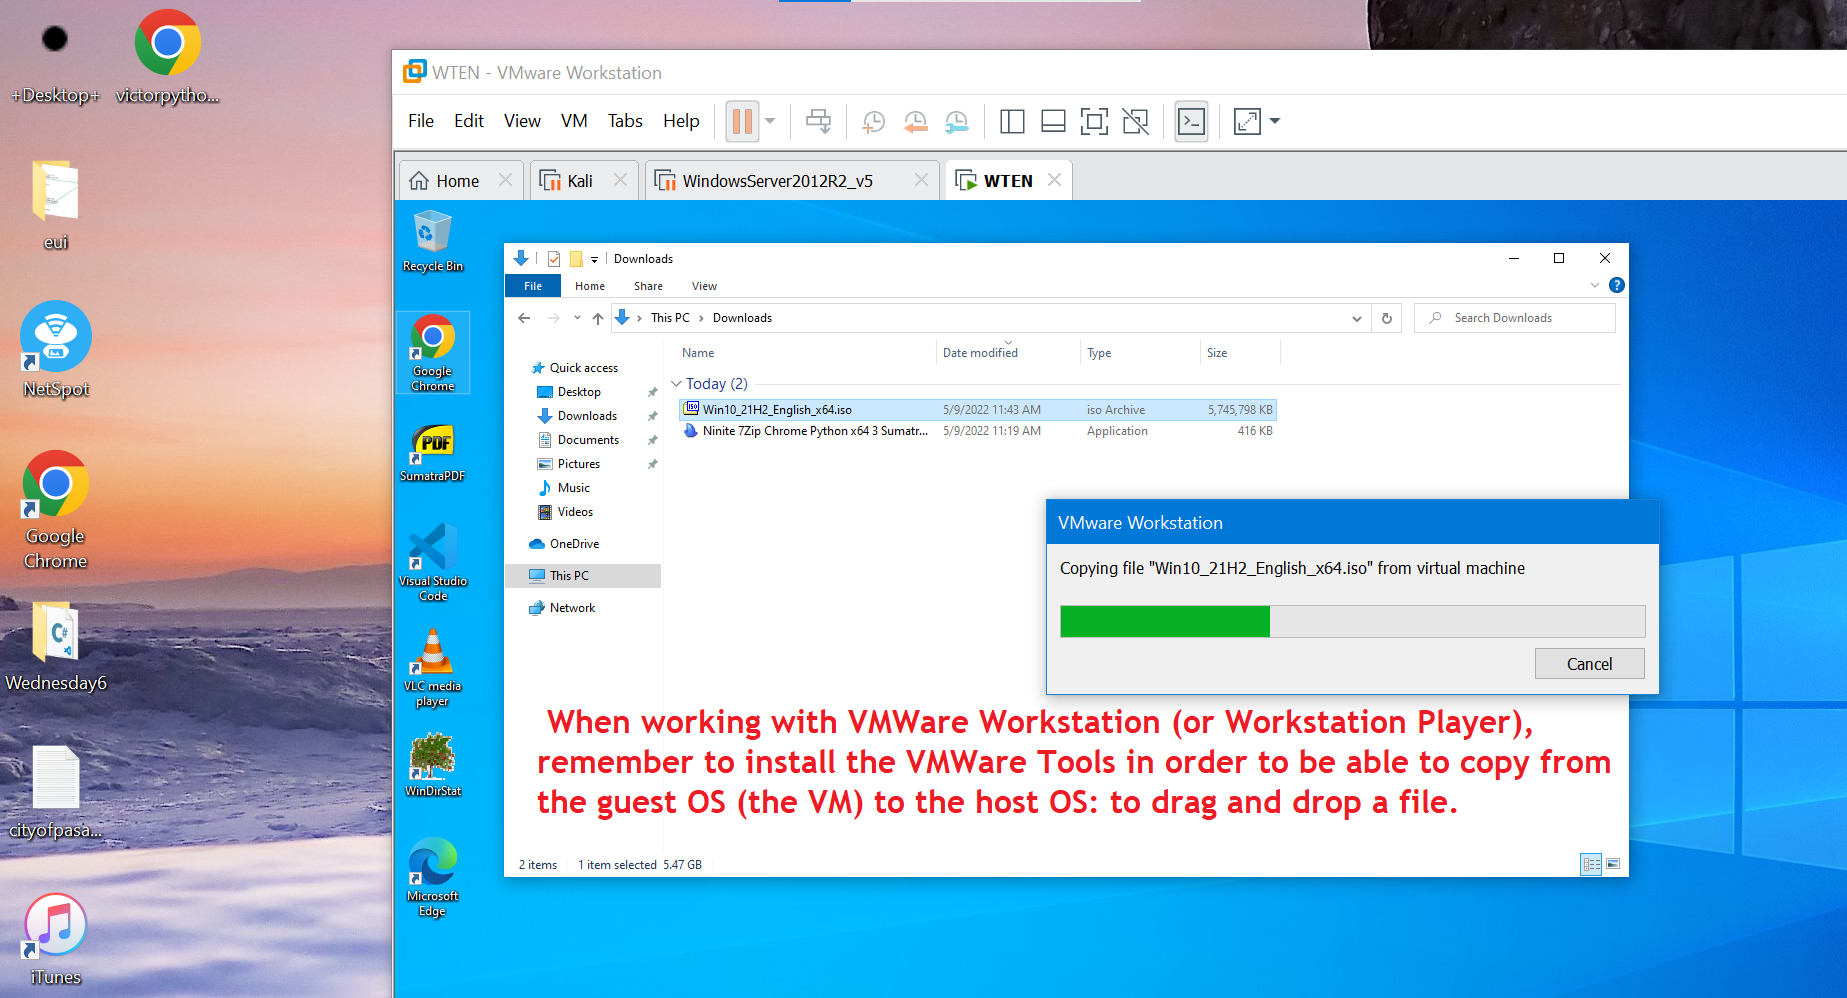 +Desktop+
victorpytho...
eui
NetSpot
Google
Chrome
Wednesday6
cityofpasa...
iTunes
WTEN - VMware Workstation
File Edit View VM Tabs Help
Home Kali WindowsServer2012R2_v5 WTEN
Recycle Bin
Google
Chrome
PDF
SumatraPDF
Visual Studio
Code
VLC media
player
WinDirStat
Microsoft
Edge
Downloads
File Home Share View
This PC > Downloads
Search Downloads
Quick access
Desktop
Downloads
Documents
Pictures
Music
Videos
OneDrive
This PC
Network
Name Date modified Type Size
Today (2)
Win10_21H2_English_x64.iso 5/9/2022 11:43 AM iso Archive 5,745,798 KB
Ninite 7Zip Chrome Python x64 3 Sumatr... 5/9/2022 11:19 AM Application 416 KB
VMware Workstation
Copying file "Win10_21H2_English_x64.iso" from virtual machine
Cancel
When working with VMWare Workstation (or Workstation Player),
remember to install the VMWare Tools in order to be able to copy from
the guest OS (the VM) to the host OS: to drag and drop a file.
2 items 1 item selected 5.47 GB